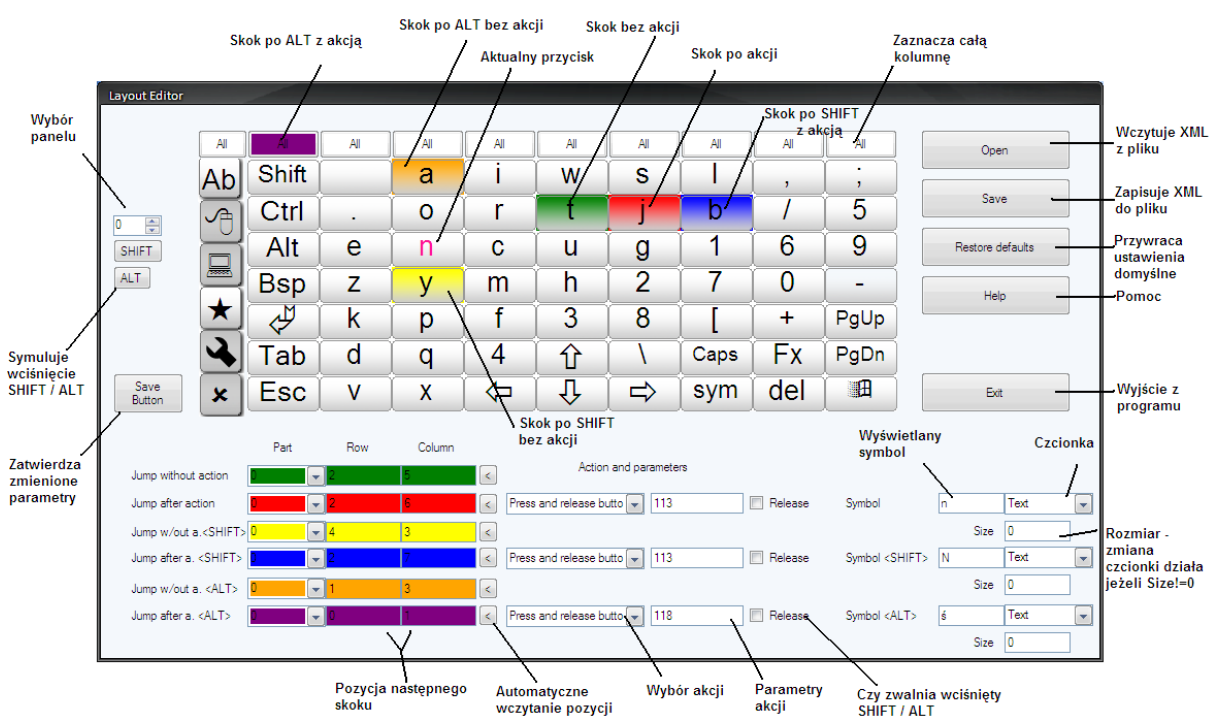 Skok po ALT bez akcji
Skok bez akcji
Skok po ALT z akcją
Aktualny przycisk
Skok po akcji
Zaznacza całą
kolumnę
Layout Editor
Wybór
panelu
Skok po SHIFT
z akcją
Wczytuje XML
z pliku
All All All All All All All All All
Open
Ab Shift a i w s l , ;
Save
Zapisuje XML
do pliku
Ctrl . o r t j b / 5
0
SHIFT
Alt e n c u g 1 6 9
Restore defaults
Przywraca
ustawienia
domyślne
ALT
Bsp z y m h 2 7 0 -
Help
Pomoc
k p f 3 8 [ + PgUp
Symuluje
wciśnięcie
SHIFT / ALT
Tab d q 4 \ Caps Fx PgDn
Save
Button
Esc v x sym del
Exit
Wyjście z
programu
Skok po SHIFT
bez akcji
Zatwierdza
zmienione
parametry
Wyświetlany
symbol
Czcionka
Part Row Column
Action and parameters
Jump without action 0 2 5 <
Jump after action 0 2 6 < Press and release butto 113 Release Symbol n Text
Jump w/out a.<SHIFT> 0 4 3 < Size 0
Jump after a. <SHIFT> < Press and release butto 113 Release Symbol <SHIFT> N Text
Jump w/out a. <ALT> 0 1 3 < Size 0
Jump after a. <ALT> 0 0 1 < Press and release butto 118 Release Symbol <ALT> ś Text
Size 0
Rozmiar -
zmiana
czcionki działa
jeżeli Size!=0
Pozycja następnego
skoku
Automatyczne
wczytanie pozycji
Wybór akcji
Parametry
akcji
Czy zwalnia wciśnięty
SHIFT / ALT